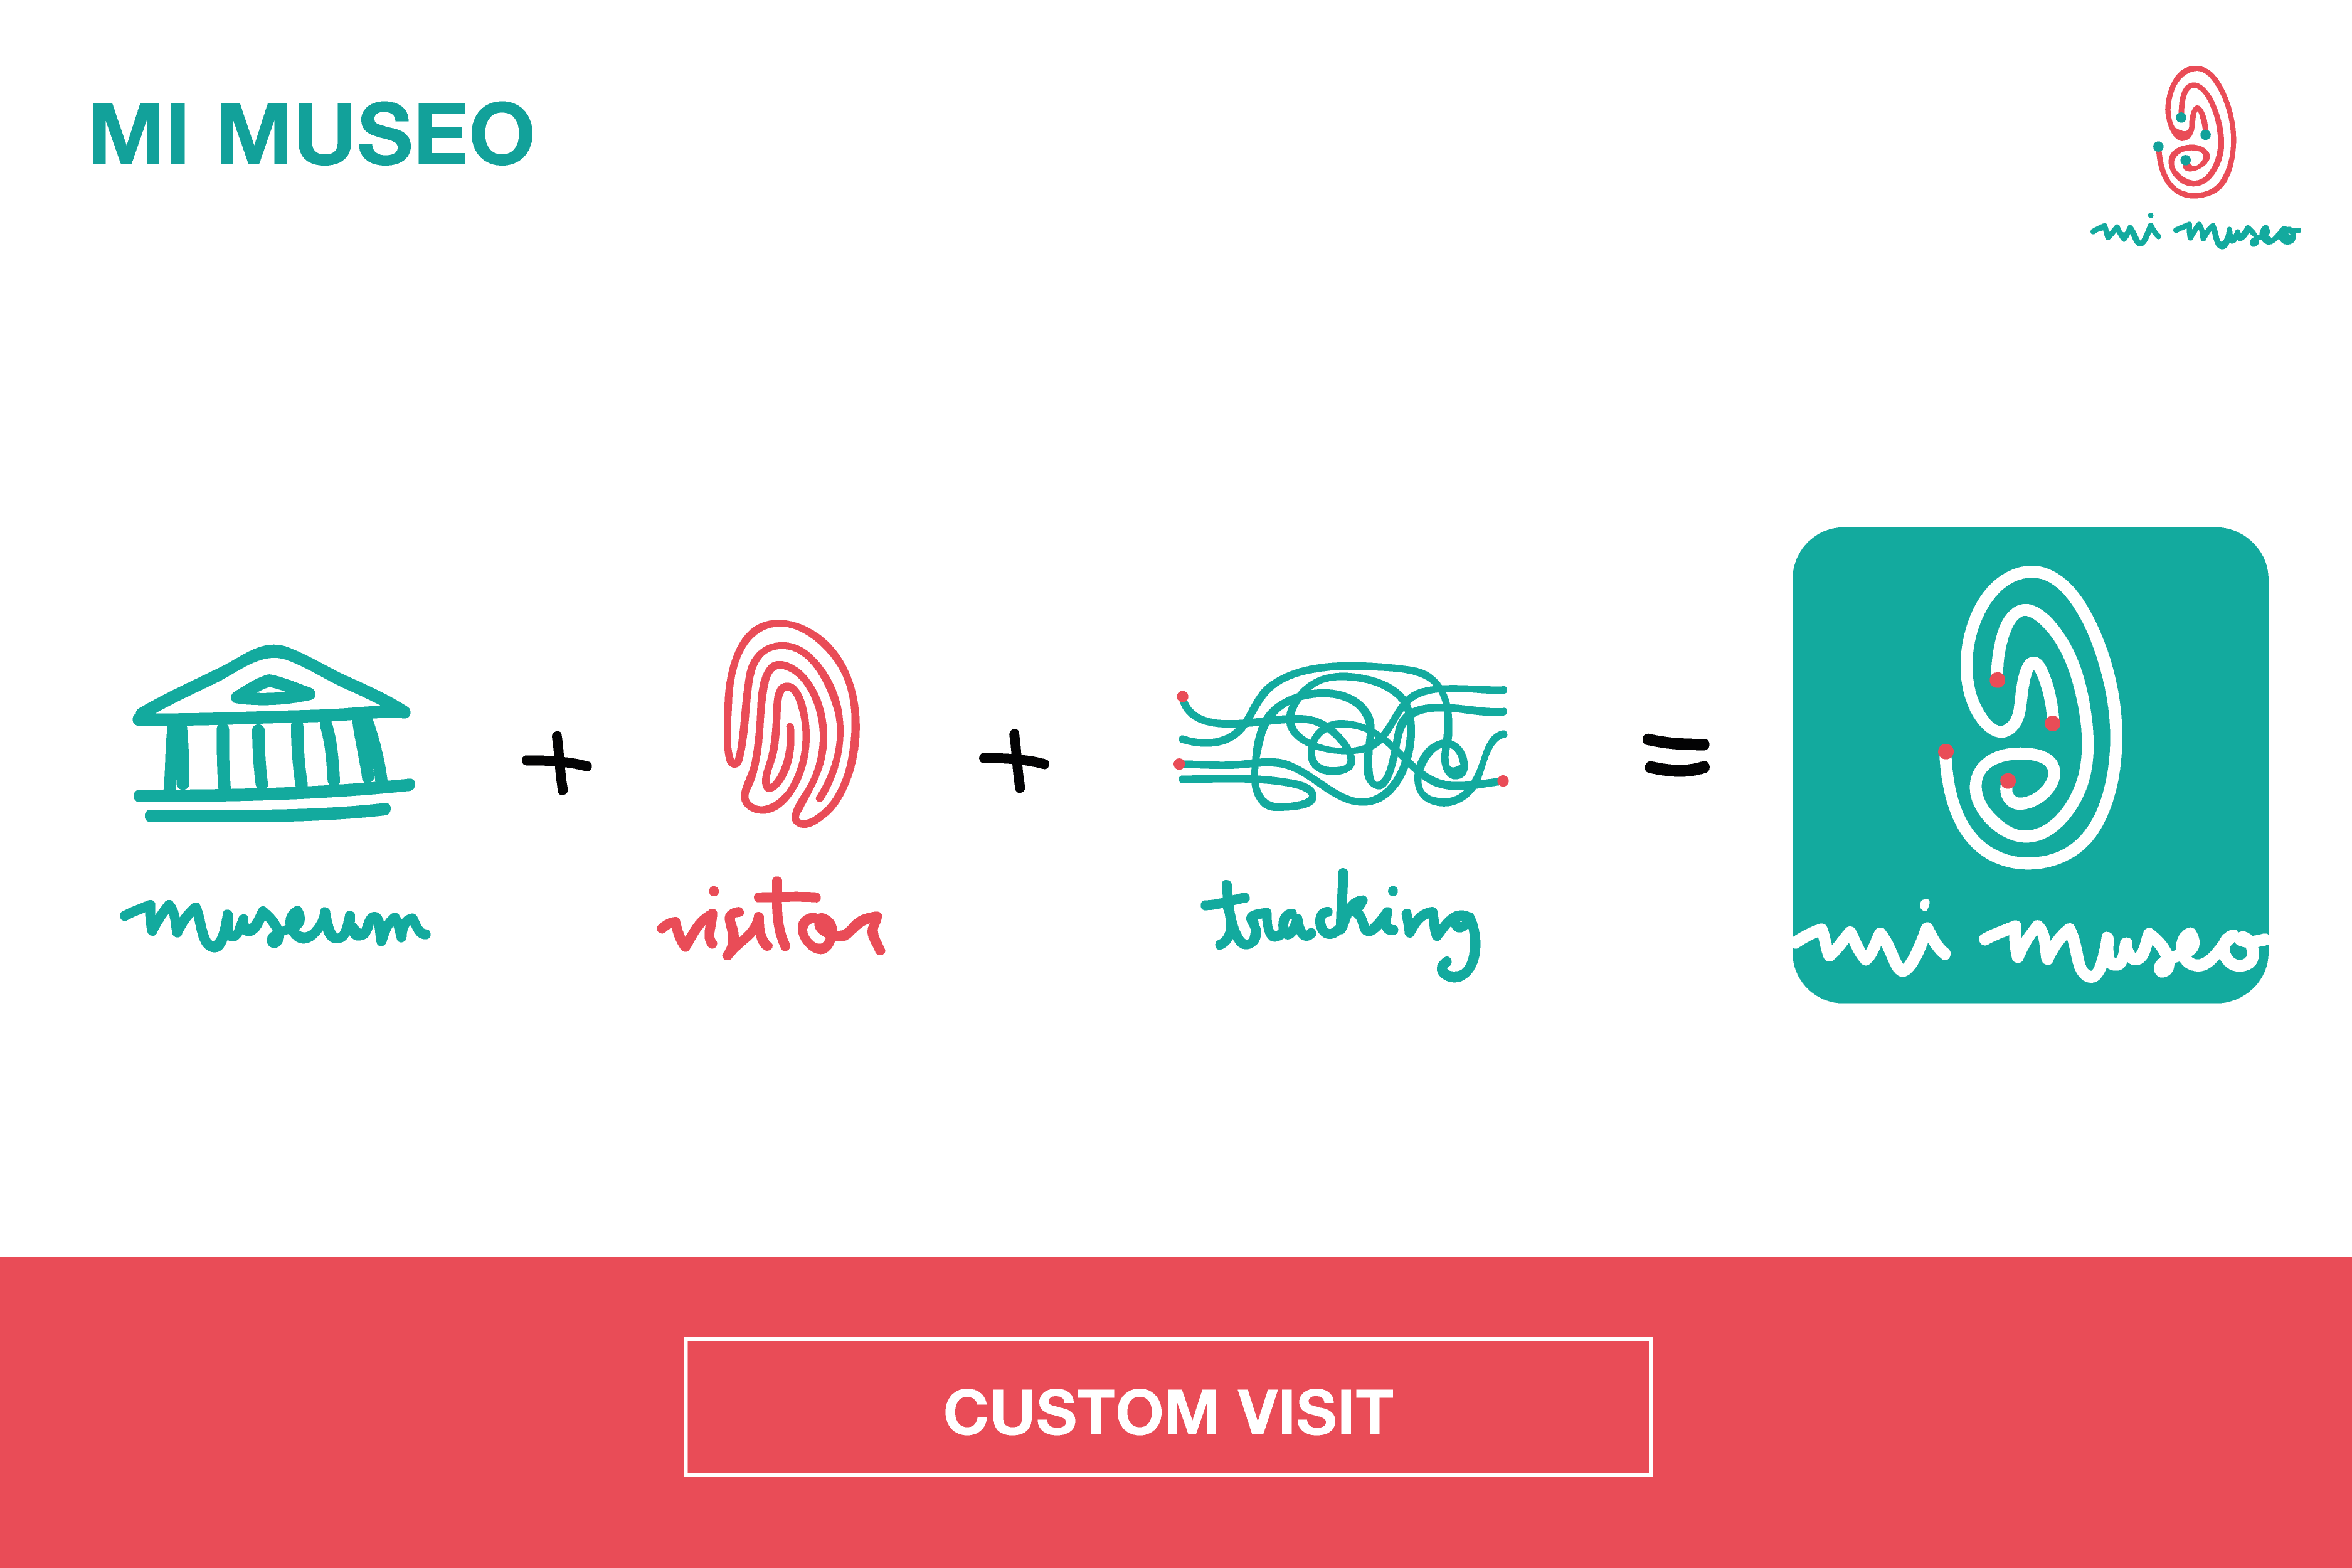 MI MUSEO
mi museo
+
+
=
museum
visitor
tracking
mi museo
CUSTOM VISIT